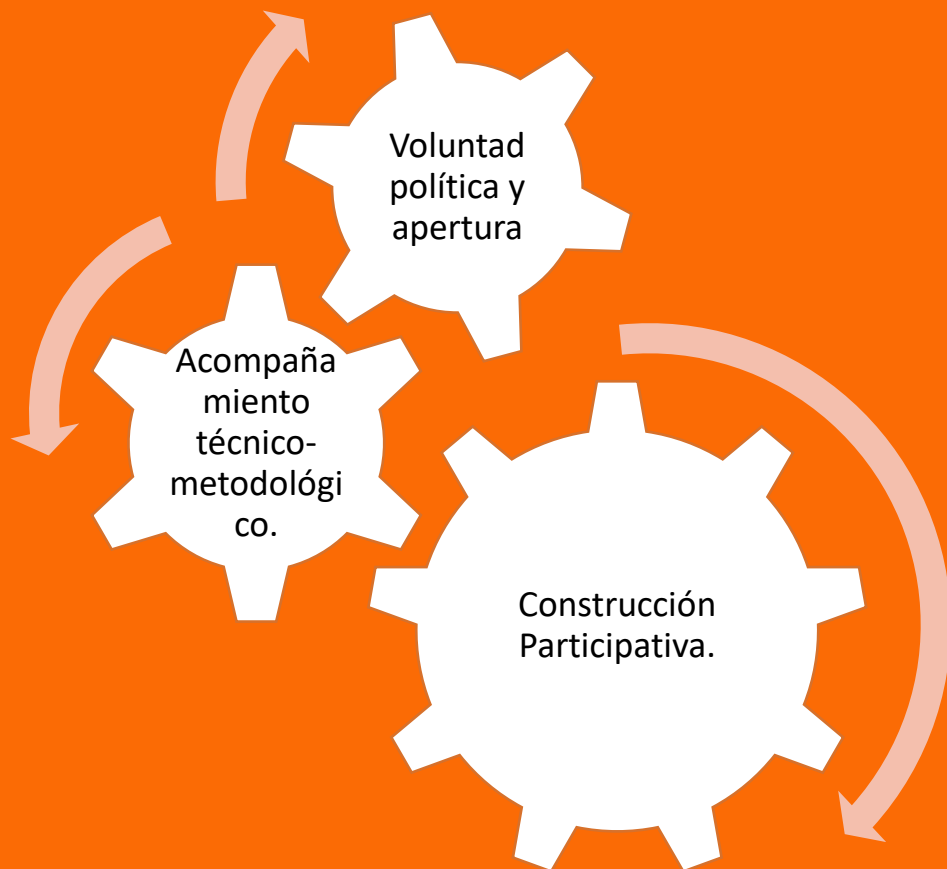 Voluntad
política y
apertura
Acompaña
miento
técnico-
metodológi
co.
Construcción
Participativa.